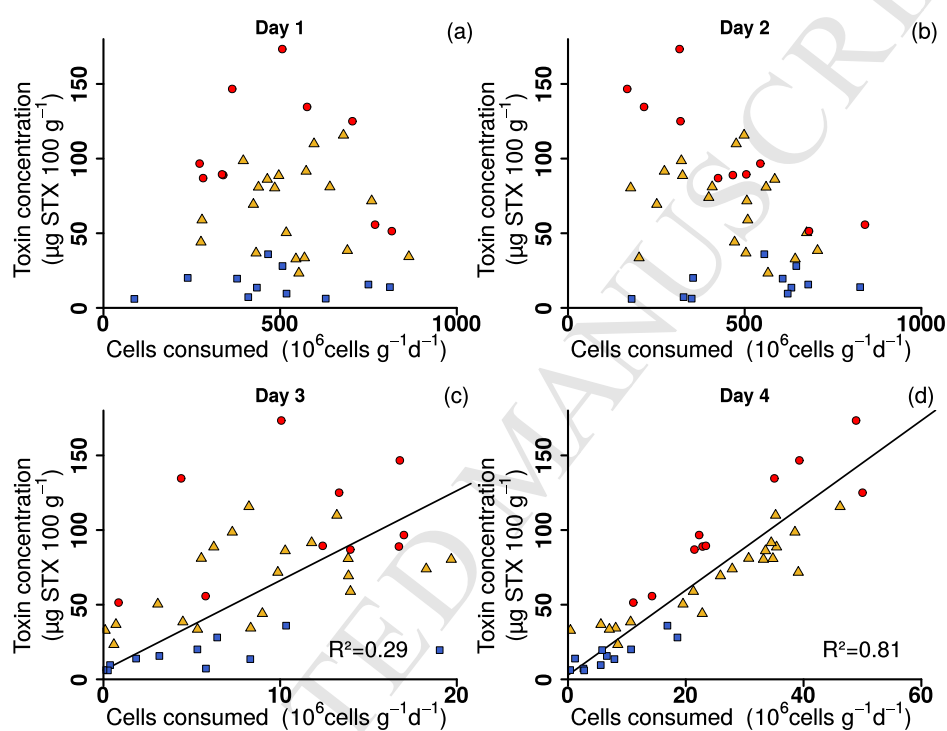 Day 1
(a)
Toxin concentration
(µg STX 100 g⁻¹)
0
50
100
150
0
500
1000
Cells consumed (10⁶cells g⁻¹d⁻¹)
Day 2
(b)
Toxin concentration
(µg STX 100 g⁻¹)
0
50
100
150
0
500
1000
Cells consumed (10⁶cells g⁻¹d⁻¹)
Day 3
(c)
Toxin concentration
(µg STX 100 g⁻¹)
0
50
100
150
R²=0.29
0
10
20
Cells consumed (10⁶cells g⁻¹d⁻¹)
Day 4
(d)
Toxin concentration
(µg STX 100 g⁻¹)
0
50
100
150
R²=0.81
0
20
40
60
Cells consumed (10⁶cells g⁻¹d⁻¹)
TED MANUSCR